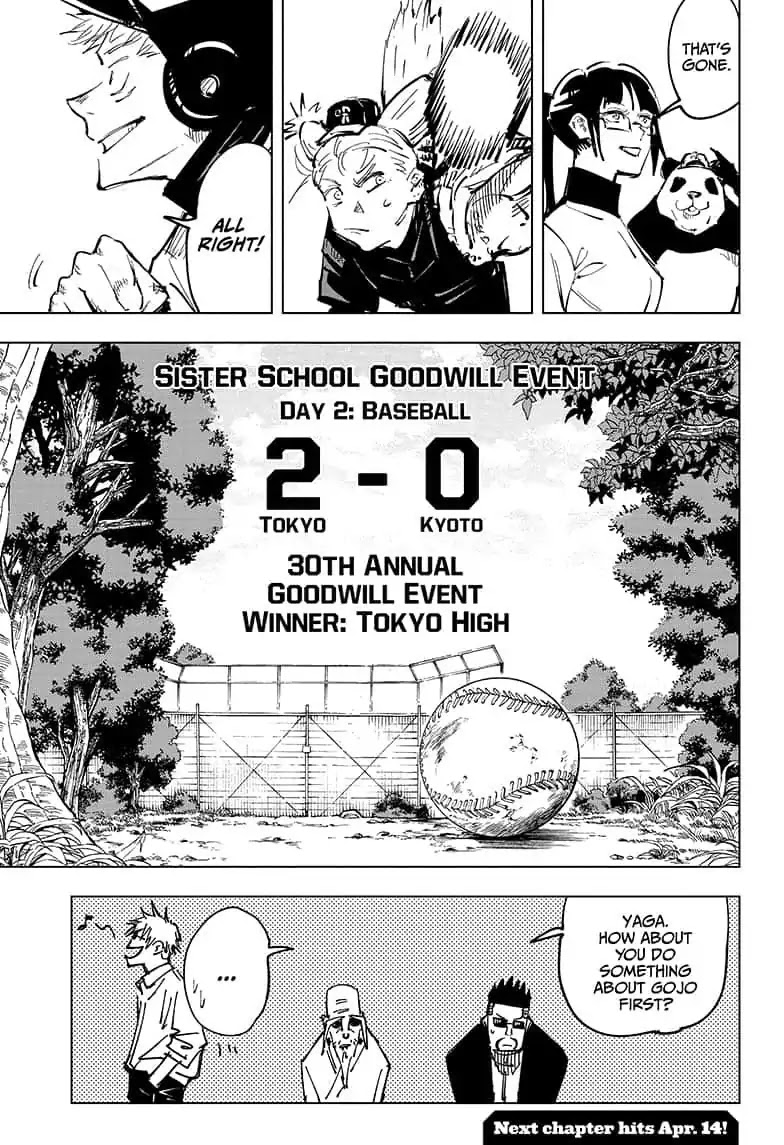 THAT'S
GONE.
ALL
RIGHT!
SISTER SCHOOL GOODWILL EVENT
DAY 2: BASEBALL
2 - 0
TOKYO KYOTO
30TH ANNUAL
GOODWILL EVENT
WINNER: TOKYO HIGH
YAGA.
HOW ABOUT
YOU DO
SOMETHING
ABOUT GOJO
FIRST?
...
Next chapter hits Apr. 14!